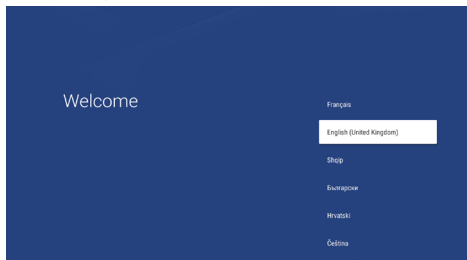 Welcome
Français
English (United Kingdom)
Shqip
Български
Hrvatski
Čeština